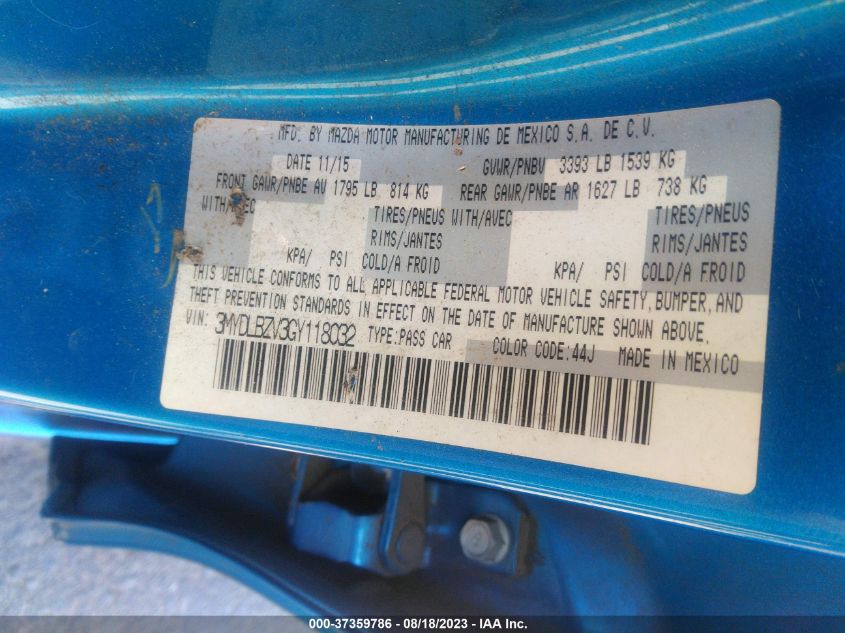 MFD. BY MAZDA MOTOR MANUFACTURING DE MEXICO S.A. DE C.V.
DATE 11/15 GVWR/PNBV 3393 LB 1539 KG
FRONT GAWR/PNBE AV 1795 LB 814 KG REAR GAWR/PNBE AR 1627 LB 738 KG
WITH/AVEC TIRES/PNEUS WITH/AVEC TIRES/PNEUS
RIMS/JANTES RIMS/JANTES
KPA/ PSI COLD/A FROID KPA/ PSI COLD/A FROID
THIS VEHICLE CONFORMS TO ALL APPLICABLE FEDERAL MOTOR VEHICLE SAFETY, BUMPER, AND
THEFT PREVENTION STANDARDS IN EFFECT ON THE DATE OF MANUFACTURE SHOWN ABOVE.
VIN: 3MYDLBZV3GY118032 TYPE:PASS CAR COLOR CODE:44J MADE IN MEXICO
000-37359786 - 08/18/2023 - IAA Inc.